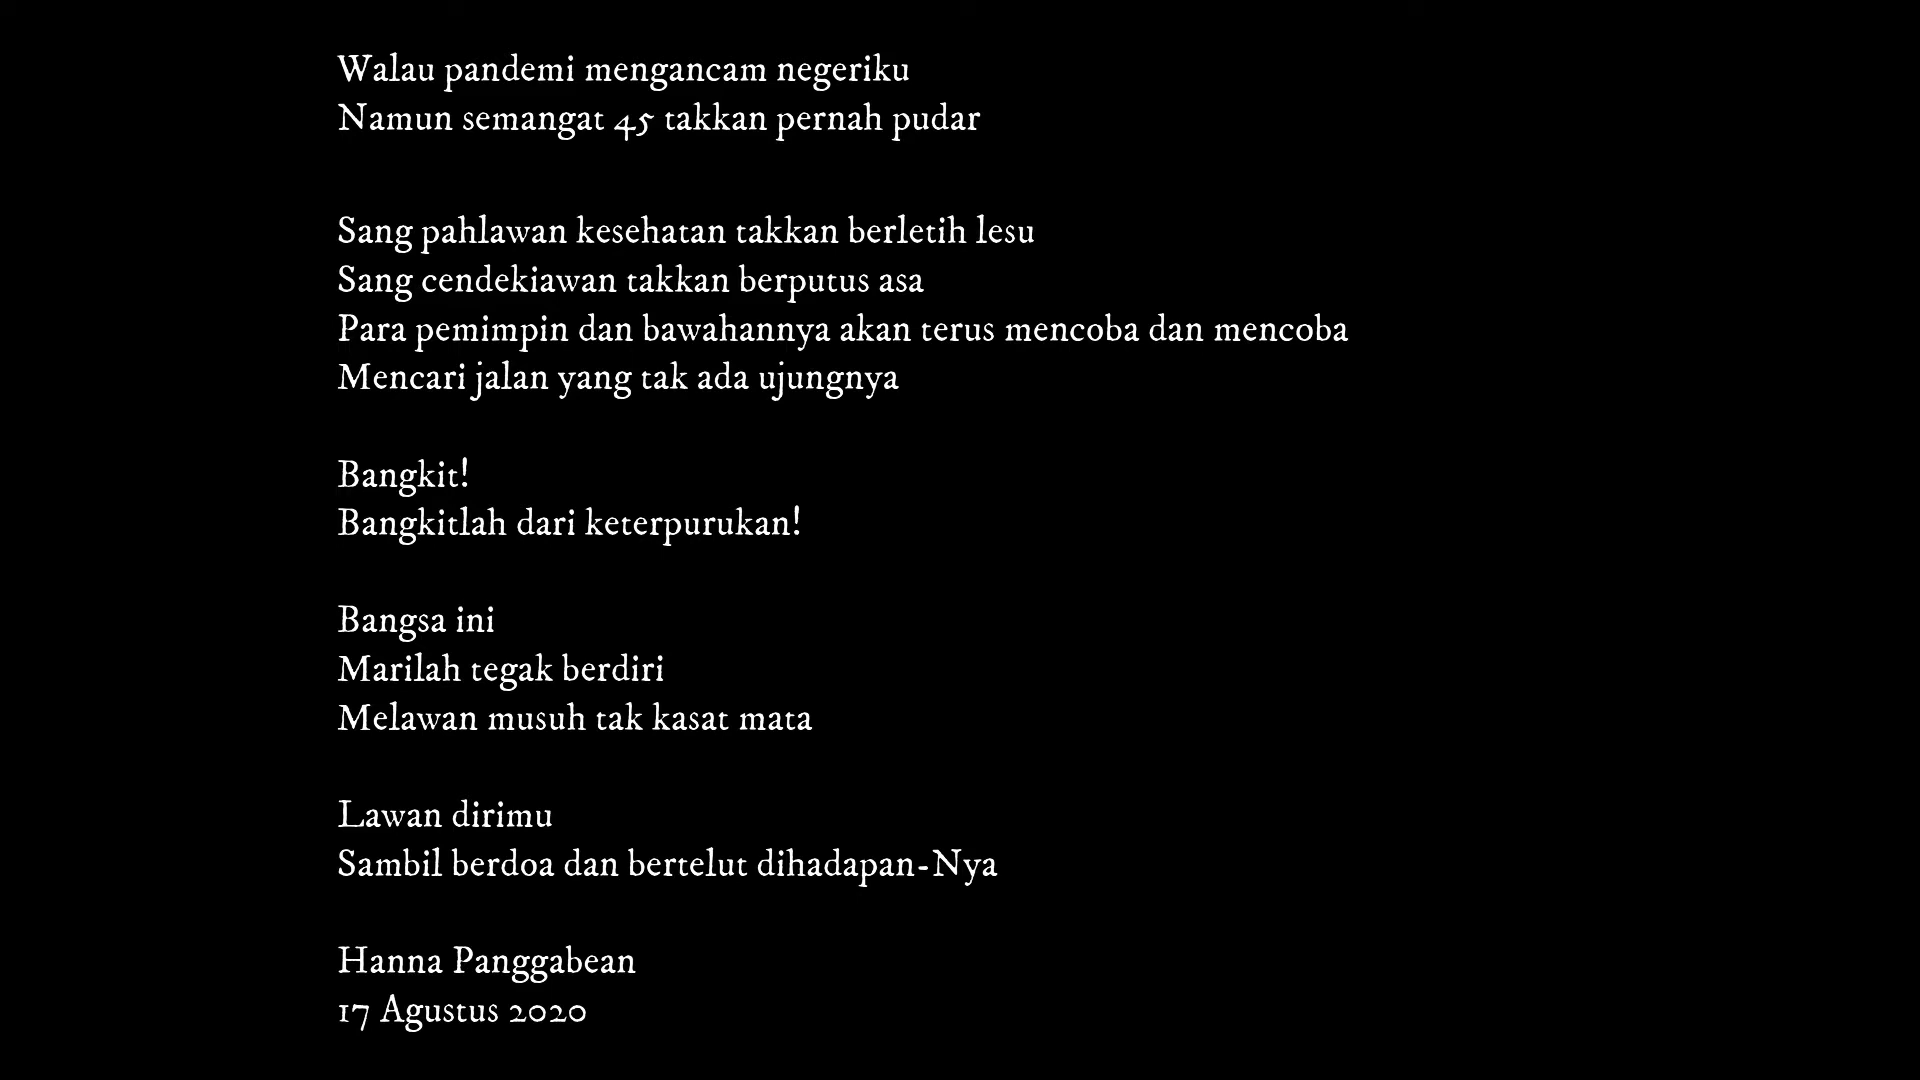 Walau pandemi mengancam negeriku
Namun semangat 45 takkan pernah pudar
Sang pahlawan kesehatan takkan berletih lesu
Sang cendekiawan takkan berputus asa
Para pemimpin dan bawahannya akan terus mencoba dan mencoba
Mencari jalan yang tak ada ujungnya
Bangkit!
Bangkitlah dari keterpurukan!
Bangsa ini
Marilah tegak berdiri
Melawan musuh tak kasat mata
Lawan dirimu
Sambil berdoa dan bertelut dihadapan-Nya
Hanna Panggabean
17 Agustus 2020